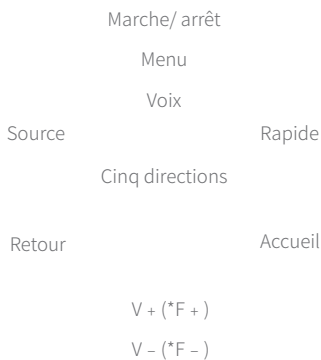 Marche/ arrêt
Menu
Voix
Source
Rapide
Cinq directions
Retour
Accueil
V + (*F + )
V – (*F – )